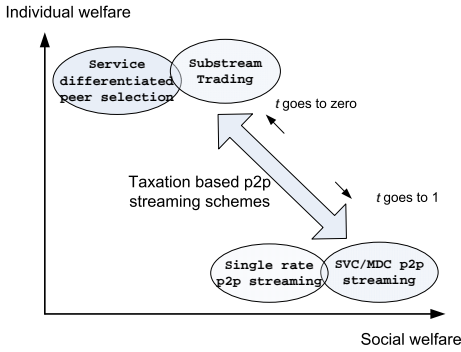 Individual welfare
Service
differentiated
peer selection
Substream
Trading
t goes to zero
Taxation based p2p
streaming schemes
t goes to 1
Single rate
p2p streaming
SVC/MDC p2p
streaming
Social welfare